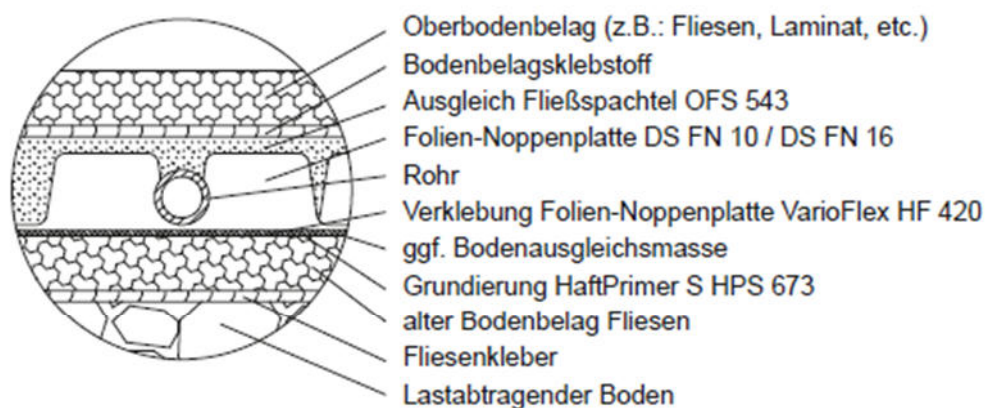 Oberbodenbelag (z.B.: Fliesen, Laminat, etc.)
Bodenbelagsklebstoff
Ausgleich Fließspachtel OFS 543
Folien-Noppenplatte DS FN 10 / DS FN 16
Rohr
Verklebung Folien-Noppenplatte VarioFlex HF 420
ggf. Bodenausgleichsmasse
Grundierung HaftPrimer S HPS 673
alter Bodenbelag Fliesen
Fliesenkleber
Lastabtragender Boden